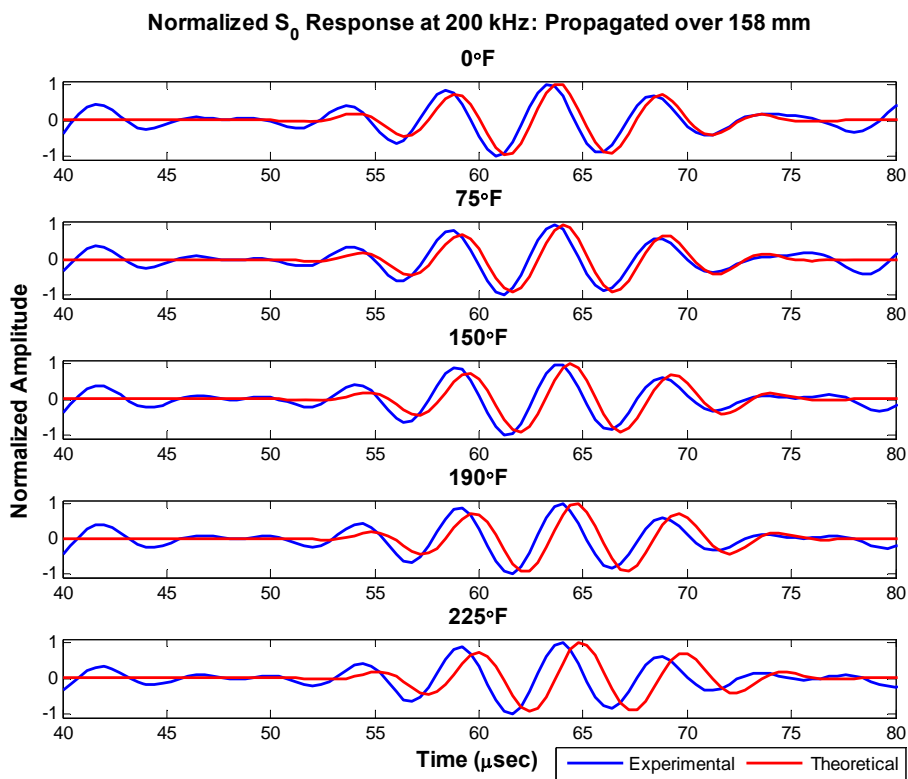 Normalized S0 Response at 200 kHz: Propagated over 158 mm
0°F
1
0
-1
40 45 50 55 60 65 70 75 80
75°F
1
0
-1
40 45 50 55 60 65 70 75 80
150°F
1
0
-1
40 45 50 55 60 65 70 75 80
190°F
1
0
-1
40 45 50 55 60 65 70 75 80
225°F
1
0
-1
40 45 50 55 60 65 70 75 80
Normalized Amplitude
Time (μsec)
Experimental Theoretical